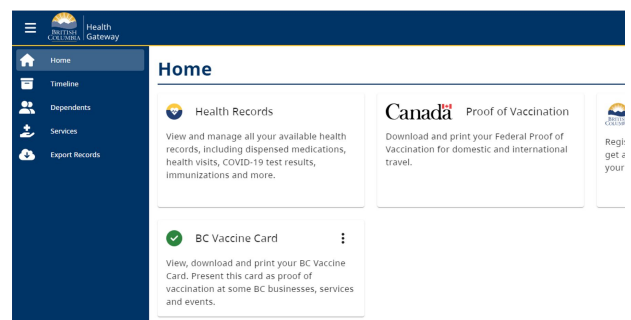 BRITISH
COLUMBIA
Health
Gateway
Home
Timeline
Dependents
Services
Export Records
Home
Health Records
View and manage all your available health
records, including dispensed medications,
health visits, COVID-19 test results,
immunizations and more.
Canada Proof of Vaccination
Download and print your Federal Proof of
Vaccination for domestic and international
travel.
get a
your
BC Vaccine Card
View, download and print your BC Vaccine
Card. Present this card as proof of
vaccination at some BC businesses, services
and events.